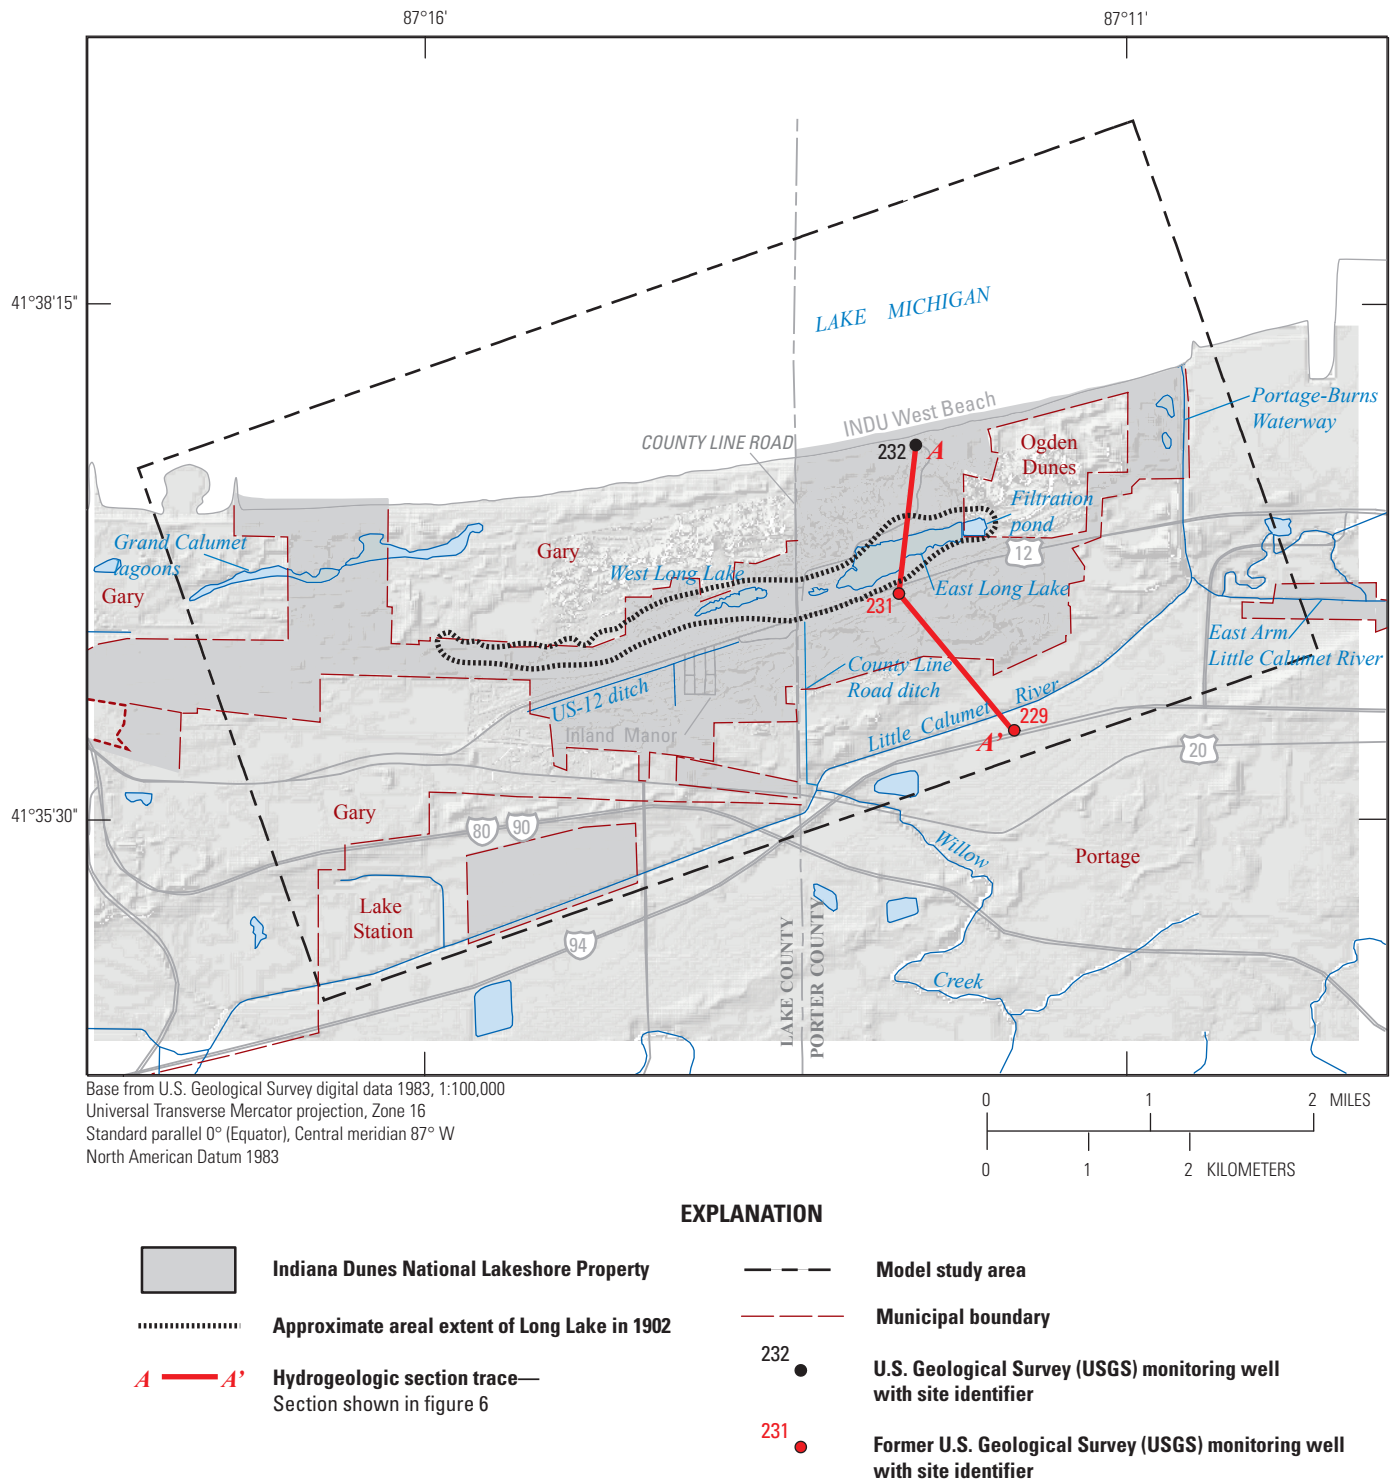 87°16'
87°11'
41°38'15"
LAKE MICHIGAN
Portage-Burns
Waterway
INDU West Beach
COUNTY LINE ROAD
232
A
Ogden
Dunes
Filtration
pond
Grand Calumet
lagoons
Gary
12
West Long Lake
Gary
East Long Lake
231
East Arm
Little Calumet River
County Line
Road ditch
US-12 ditch
River
Little Calumet
229
A'
Inland Manor
20
41°35'30"
Gary
80
90
Willow
Portage
Lake
Station
94
LAKE COUNTY
PORTER COUNTY
Creek
Base from U.S. Geological Survey digital data 1983, 1:100,000
Universal Transverse Mercator projection, Zone 16
Standard parallel 0° (Equator), Central meridian 87° W
North American Datum 1983
0 1 2 MILES
0 1 2 KILOMETERS
EXPLANATION
Indiana Dunes National Lakeshore Property
Approximate areal extent of Long Lake in 1902
A A' Hydrogeologic section trace—
Section shown in figure 6
Model study area
Municipal boundary
232
U.S. Geological Survey (USGS) monitoring well
with site identifier
231
Former U.S. Geological Survey (USGS) monitoring well
with site identifier